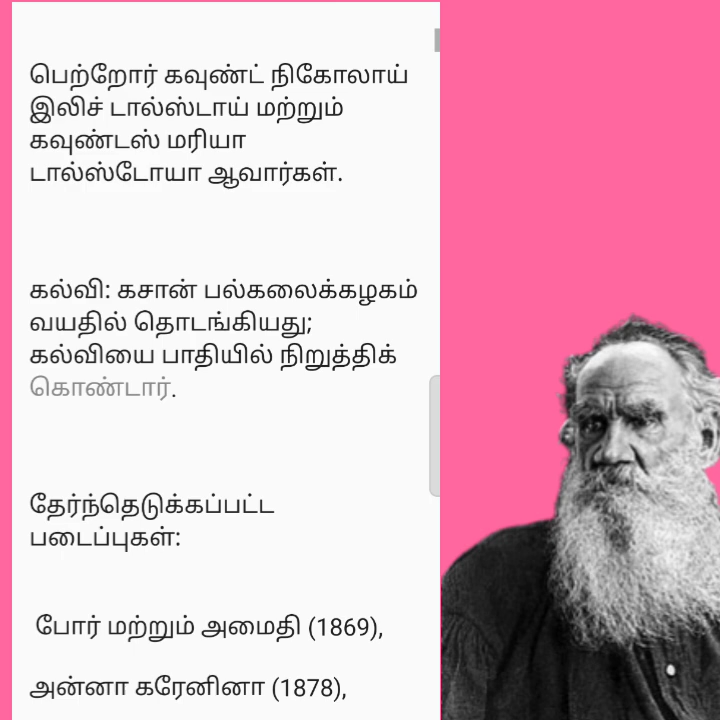 பெற்றோர் கவுண்ட் நிகோலாய்
இலிச் டால்ஸ்டாய் மற்றும்
கவுண்டஸ் மரியா
டால்ஸ்டோயா ஆவார்கள்.
கல்வி: கசான் பல்கலைக்கழகம்
வயதில் தொடங்கியது;
கல்வியை பாதியில் நிறுத்திக்
கொண்டார்.
தேர்ந்தெடுக்கப்பட்ட
படைப்புகள்:
போர் மற்றும் அமைதி (1869),
அன்னா கரேனினா (1878),